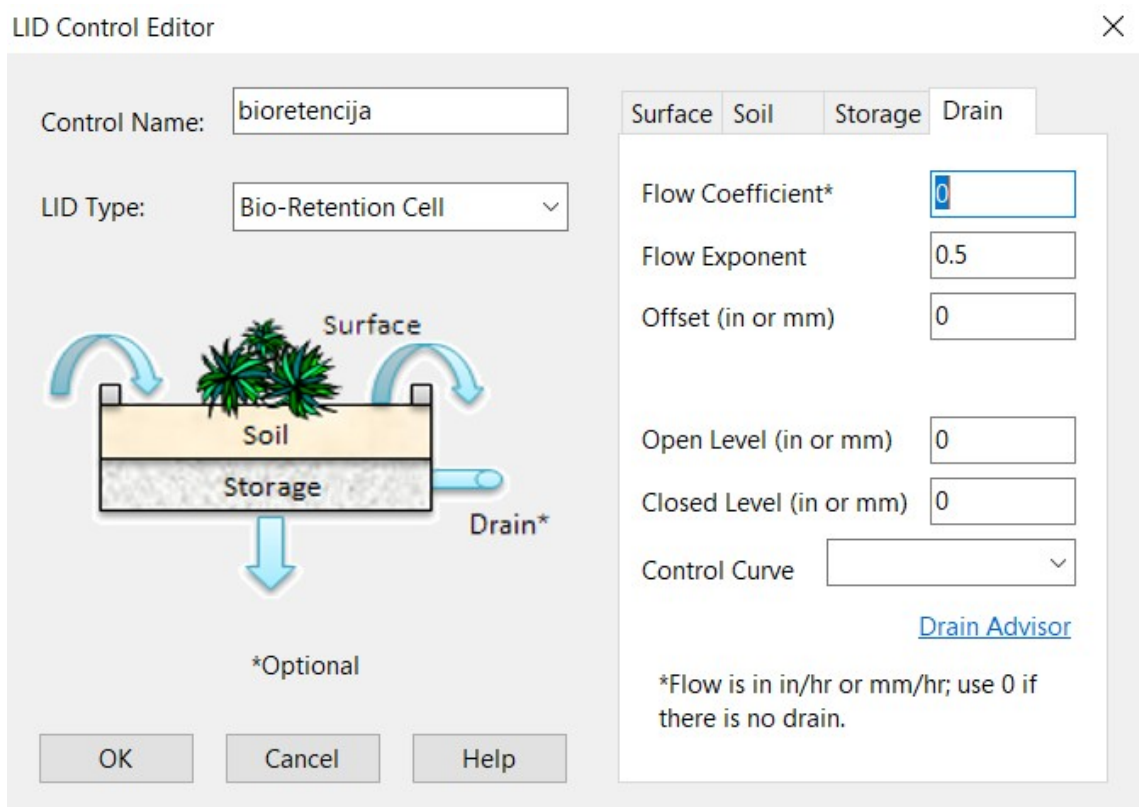 LID Control Editor
Control Name:
bioretencija
LID Type:
Bio-Retention Cell
Surface
Soil
Storage
Drain*
*Optional
OK
Cancel
Help
Surface Soil Storage Drain
Flow Coefficient* 0
Flow Exponent 0.5
Offset (in or mm) 0
Open Level (in or mm) 0
Closed Level (in or mm) 0
Control Curve
Drain Advisor
*Flow is in in/hr or mm/hr; use 0 if
there is no drain.